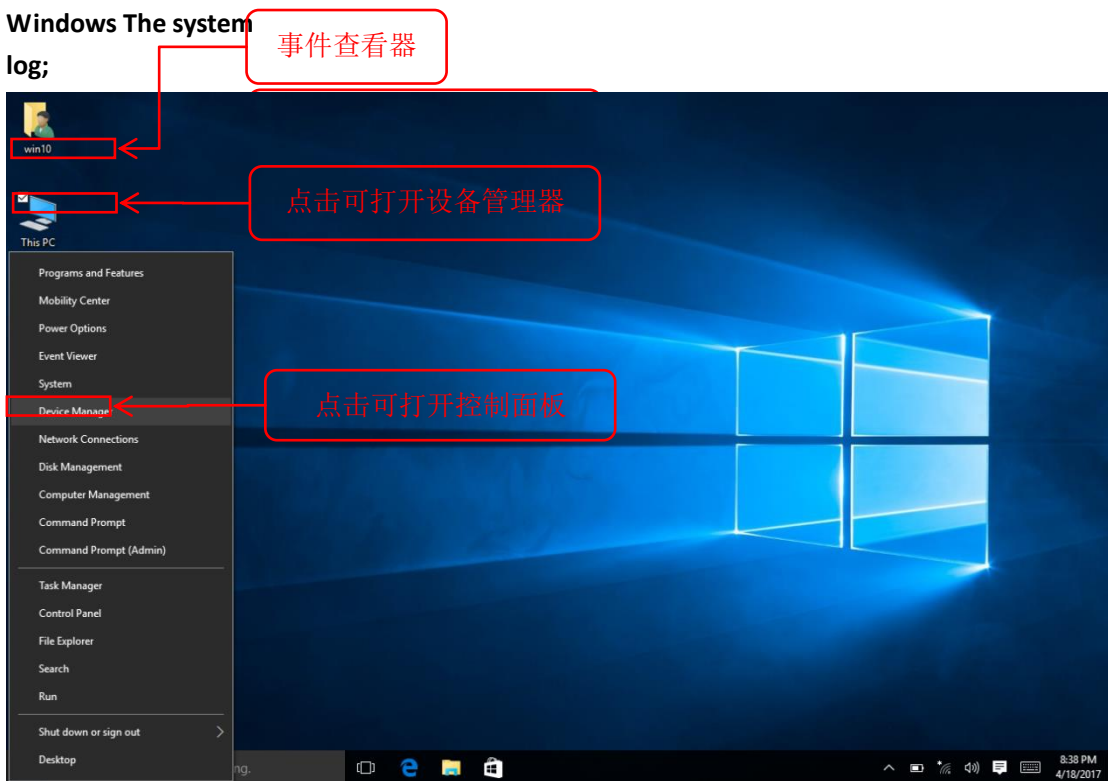 Windows The system
log;
事件查看器
win10
点击可打开设备管理器
This PC
Programs and Features
Mobility Center
Power Options
Event Viewer
System
Device Manager
点击可打开控制面板
Network Connections
Disk Management
Computer Management
Command Prompt
Command Prompt (Admin)
Task Manager
Control Panel
File Explorer
Search
Run
Shut down or sign out
Desktop
ng.
8:38 PM
4/18/2017